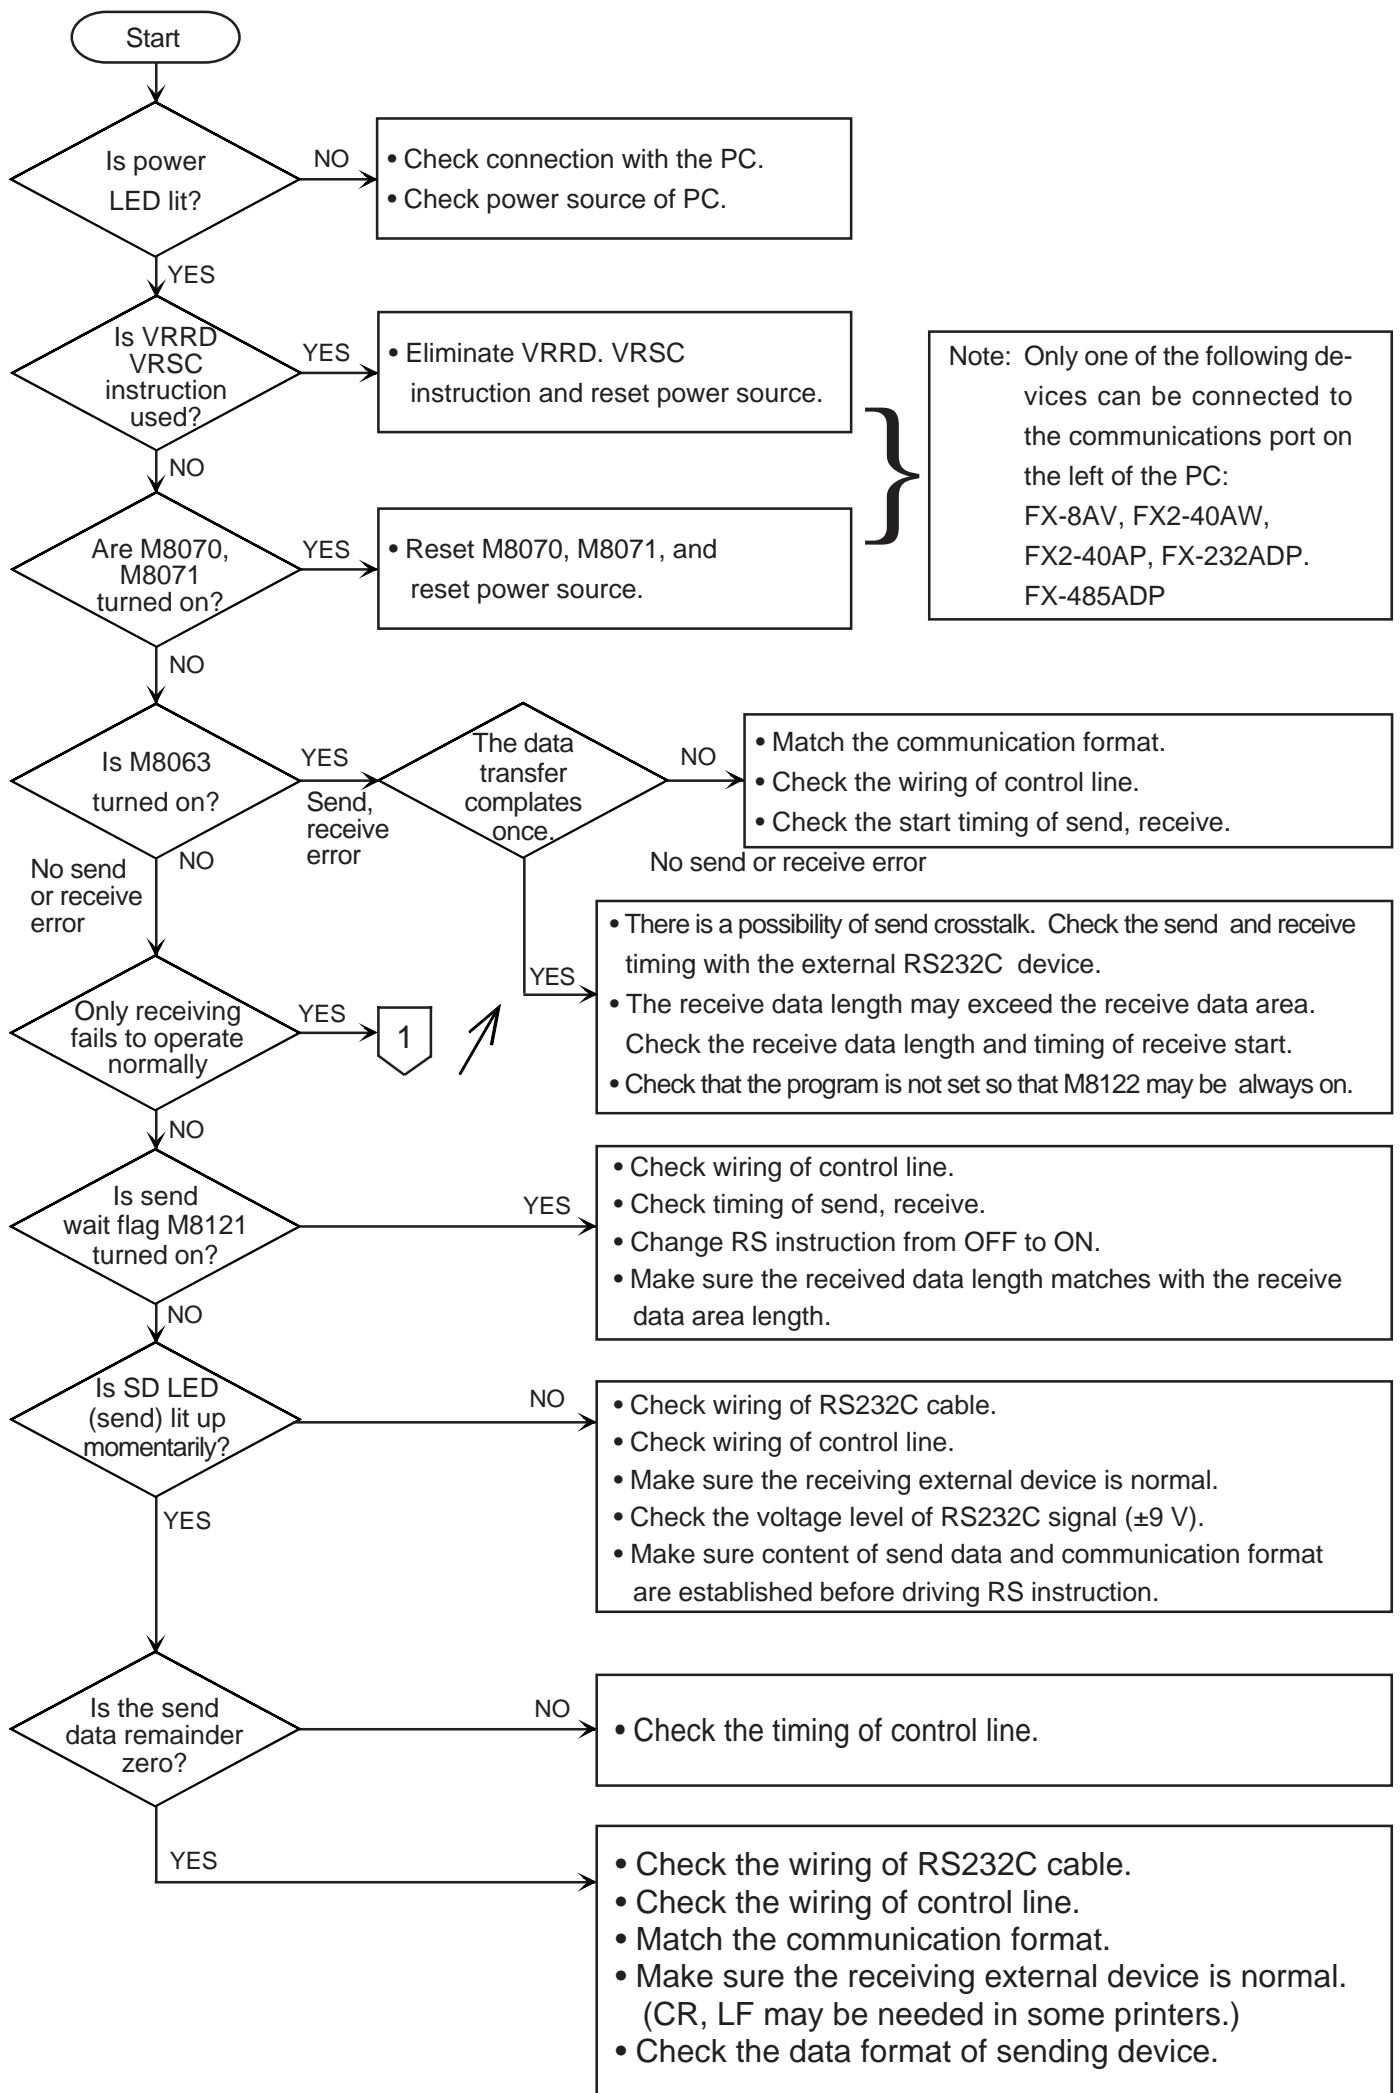 Start
Is power
LED lit?
NO
• Check connection with the PC.
• Check power source of PC.
YES
Is VRRD
VRSC
instruction
used?
YES
• Eliminate VRRD. VRSC
instruction and reset power source.
NO
Are M8070,
M8071
turned on?
YES
• Reset M8070, M8071, and
reset power source.
}
Note: Only one of the following de-
vices can be connected to
the communications port on
the left of the PC:
FX-8AV, FX2-40AW,
FX2-40AP, FX-232ADP.
FX-485ADP
NO
Is M8063
turned on?
YES
Send,
receive
error
The data
transfer
complates
once.
NO
• Match the communication format.
• Check the wiring of control line.
• Check the start timing of send, receive.
No send or receive error
NO
No send
or receive
error
YES
• There is a possibility of send crosstalk. Check the send and receive
timing with the external RS232C device.
• The receive data length may exceed the receive data area.
Check the receive data length and timing of receive start.
• Check that the program is not set so that M8122 may be always on.
Only receiving
fails to operate
normally
YES
1
NO
Is send
wait flag M8121
turned on?
YES
• Check wiring of control line.
• Check timing of send, receive.
• Change RS instruction from OFF to ON.
• Make sure the received data length matches with the receive
data area length.
NO
Is SD LED
(send) lit up
momentarily?
NO
• Check wiring of RS232C cable.
• Check wiring of control line.
• Make sure the receiving external device is normal.
• Check the voltage level of RS232C signal (±9 V).
• Make sure content of send data and communication format
are established before driving RS instruction.
YES
Is the send
data remainder
zero?
NO
• Check the timing of control line.
YES
• Check the wiring of RS232C cable.
• Check the wiring of control line.
• Match the communication format.
• Make sure the receiving external device is normal.
(CR, LF may be needed in some printers.)
• Check the data format of sending device.